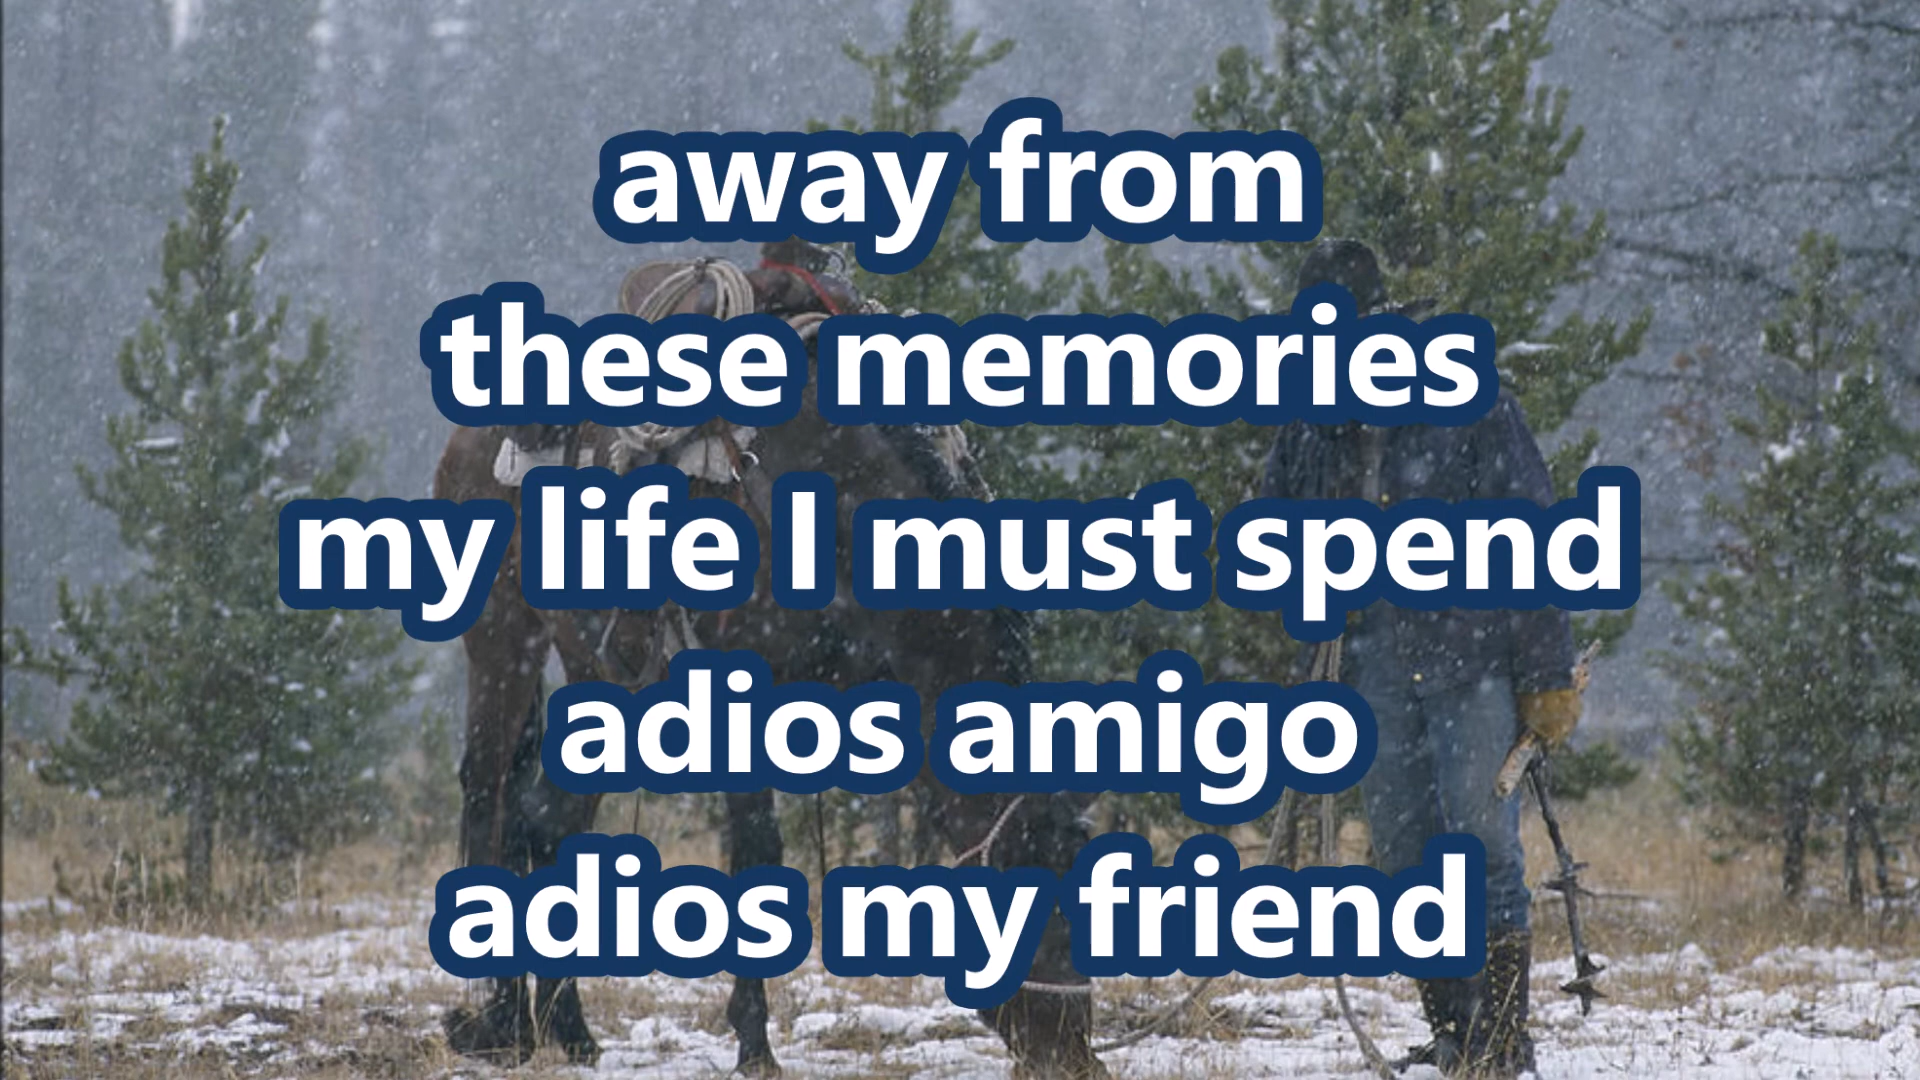 away from
these memories
my life I must spend
adios amigo
adios my friend